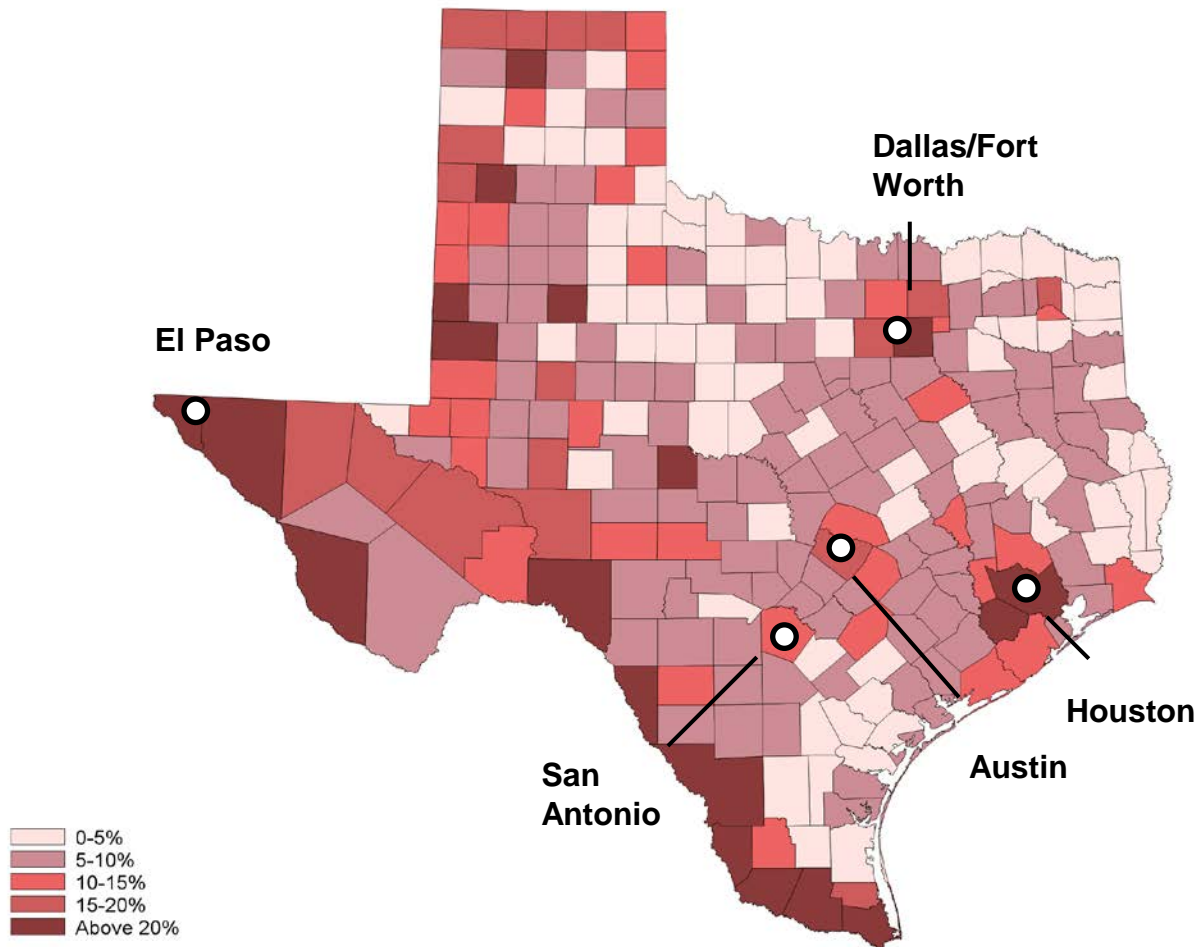 Dallas/Fort
Worth
El Paso
Houston
Austin
San
Antonio
0-5%
5-10%
10-15%
15-20%
Above 20%